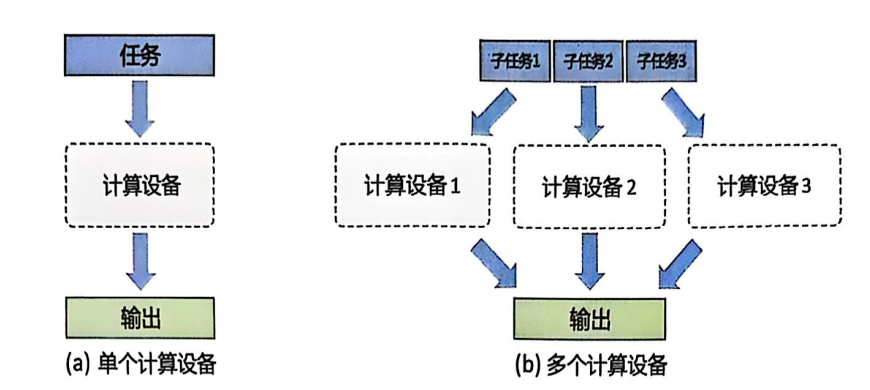 任务
计算设备
输出
(a) 单个计算设备
子任务1 子任务2 子任务3
计算设备1 计算设备2 计算设备3
输出
(b) 多个计算设备